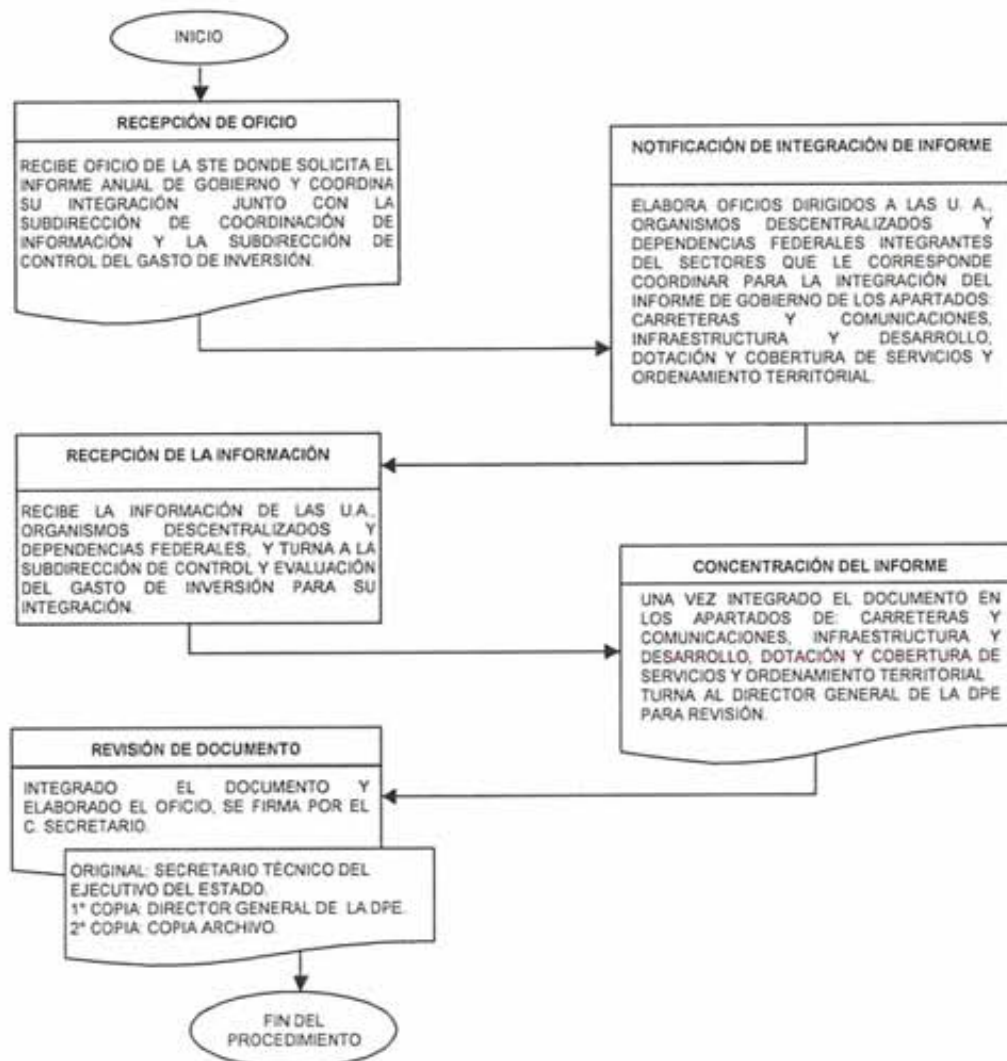 INICIO
RECEPCIÓN DE OFICIO
RECIBE OFICIO DE LA STE DONDE SOLICITA EL
INFORME ANUAL DE GOBIERNO Y COORDINA
SU INTEGRACIÓN JUNTO CON LA
SUBDIRECCIÓN DE COORDINACIÓN DE
INFORMACIÓN Y LA SUBDIRECCIÓN DE
CONTROL DEL GASTO DE INVERSIÓN.
NOTIFICACIÓN DE INTEGRACIÓN DE INFORME
ELABORA OFICIOS DIRIGIDOS A LAS U. A.,
ORGANISMOS DESCENTRALIZADOS Y
DEPENDENCIAS FEDERALES INTEGRANTES
DEL SECTORES QUE LE CORRESPONDE
COORDINAR PARA LA INTEGRACIÓN DEL
INFORME DE GOBIERNO DE LOS APARTADOS:
CARRETERAS Y COMUNICACIONES,
INFRAESTRUCTURA Y DESARROLLO,
DOTACIÓN Y COBERTURA DE SERVICIOS Y
ORDENAMIENTO TERRITORIAL.
RECEPCIÓN DE LA INFORMACIÓN
RECIBE LA INFORMACIÓN DE LAS U.A.,
ORGANISMOS DESCENTRALIZADOS Y
DEPENDENCIAS FEDERALES, Y TURNA A LA
SUBDIRECCIÓN DE CONTROL Y EVALUACIÓN
DEL GASTO DE INVERSIÓN PARA SU
INTEGRACIÓN.
CONCENTRACIÓN DEL INFORME
UNA VEZ INTEGRADO EL DOCUMENTO EN
LOS APARTADOS DE: CARRETERAS Y
COMUNICACIONES, INFRAESTRUCTURA Y
DESARROLLO, DOTACIÓN Y COBERTURA DE
SERVICIOS Y ORDENAMIENTO TERRITORIAL
TURNA AL DIRECTOR GENERAL DE LA DPE
PARA REVISIÓN.
REVISIÓN DE DOCUMENTO
INTEGRADO EL DOCUMENTO Y
ELABORADO EL OFICIO, SE FIRMA POR EL
C. SECRETARIO.
ORIGINAL: SECRETARIO TÉCNICO DEL
EJECUTIVO DEL ESTADO.
1° COPIA: DIRECTOR GENERAL DE LA DPE.
2° COPIA: COPIA ARCHIVO.
FIN DEL
PROCEDIMIENTO